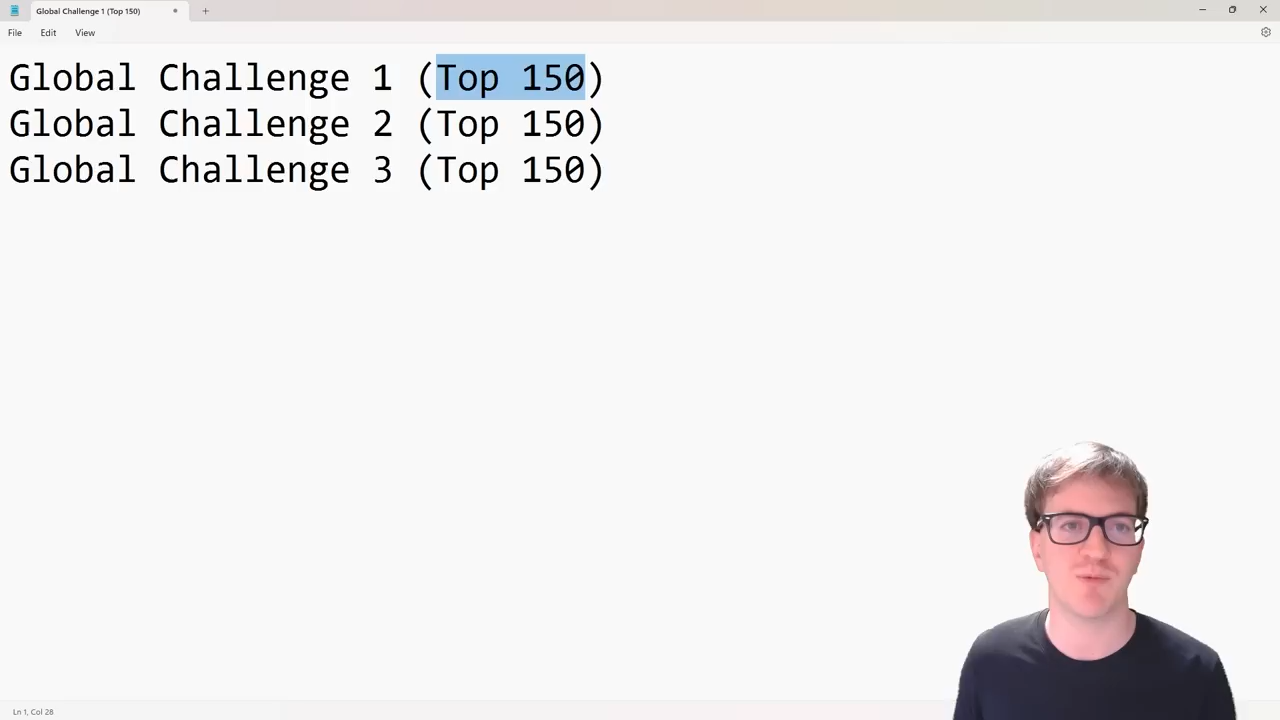 Global Challenge 1 (Top 150)
File Edit View
Global Challenge 1 (Top 150)
Global Challenge 2 (Top 150)
Global Challenge 3 (Top 150)
Ln 1, Col 28